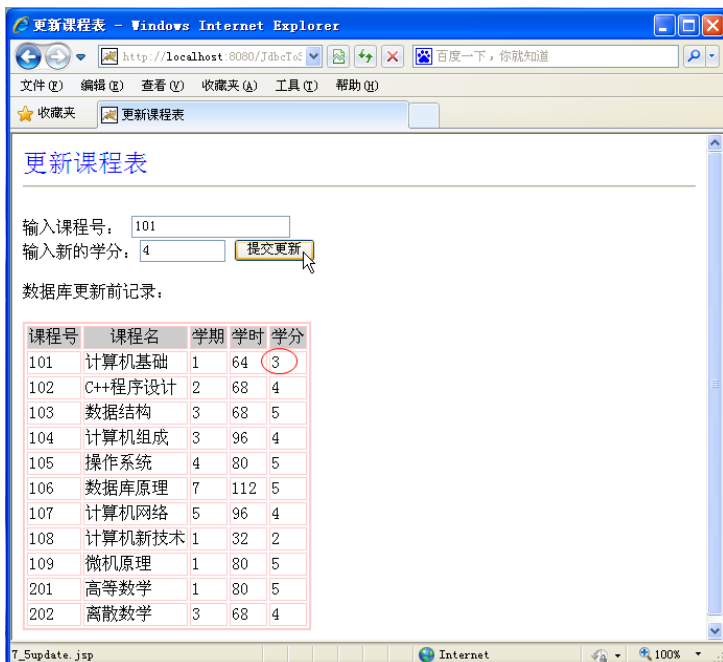 更新课程表 - Windows Internet Explorer
http://localhost:8080/JdbcToS
百度一下，你就知道
文件(F) 编辑(E) 查看(V) 收藏夹(A) 工具(T) 帮助(H)
收藏夹 更新课程表
更新课程表
输入课程号： 101
输入新的学分：4 提交更新
数据库更新前记录：
课程号 课程名 学期 学时 学分
101 计算机基础 1 64 3
102 C++程序设计 2 68 4
103 数据结构 3 68 5
104 计算机组成 3 96 4
105 操作系统 4 80 5
106 数据库原理 7 112 5
107 计算机网络 5 96 4
108 计算机新技术 1 32 2
109 微机原理 1 80 5
201 高等数学 1 80 5
202 离散数学 3 68 4
7_5update.jsp Internet 100%